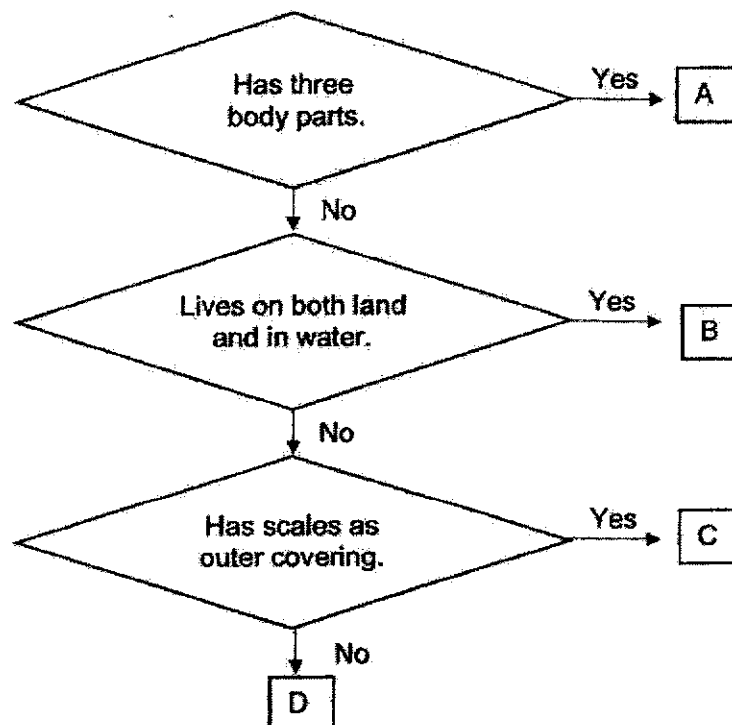 Has three
body parts.
Yes
A
No
Lives on both land
and in water.
Yes
B
No
Has scales as
outer covering.
Yes
C
No
D